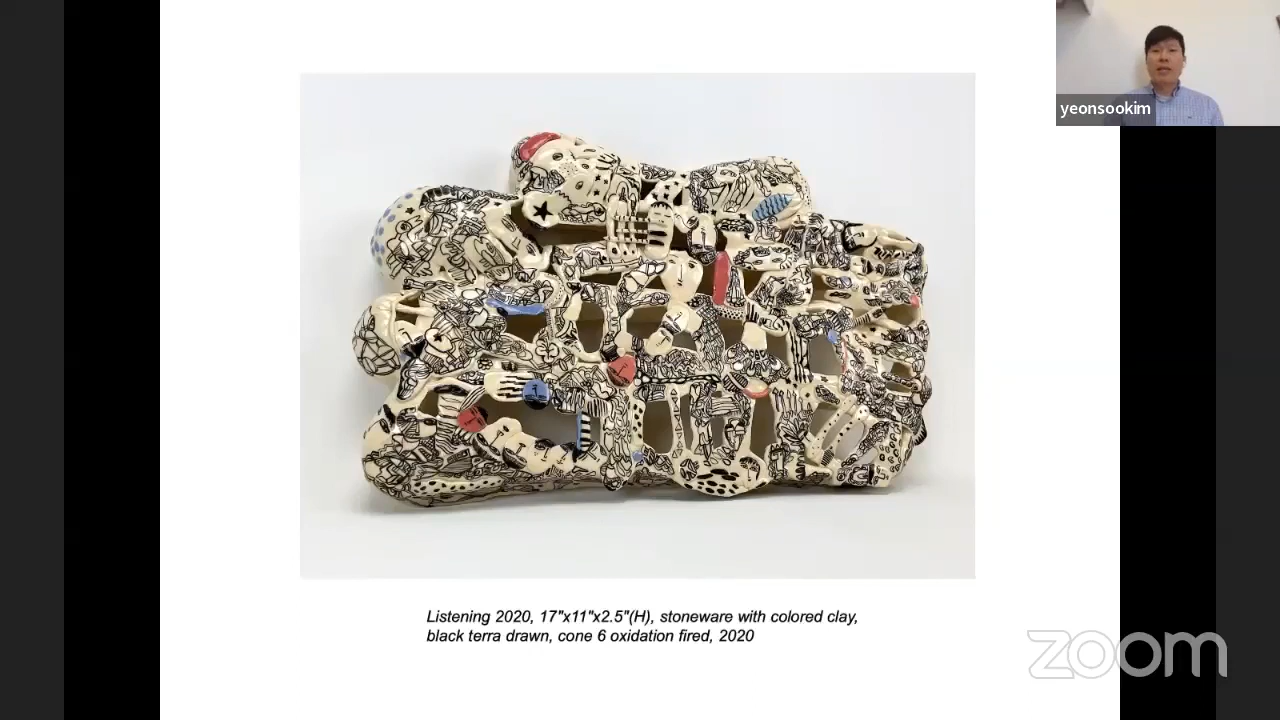 yeonsookim
Listening 2020, 17"x11"x2.5"(H), stoneware with colored clay,
black terra drawn, cone 6 oxidation fired, 2020
zoom